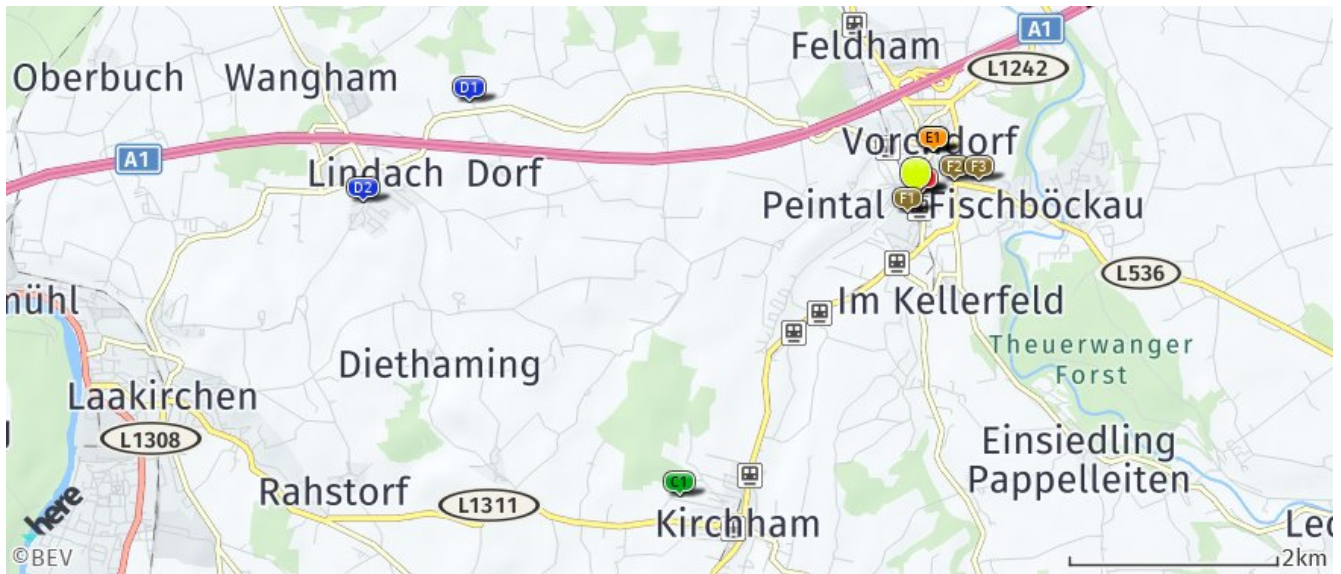 A1
Feldham
L1242
Oberbuch
Wangham
D1
E1
A1
Lindach Dorf
D2
F2
F3
F1
Peintal
Fischböckau
L536
mühl
Im Kellerfeld
Theuerwanger
Forst
Diethaming
Laakirchen
L1308
Einsiedling
Pappelleiten
Rahstorf
C1
L1311
Kirchham
here
©BEV
2km